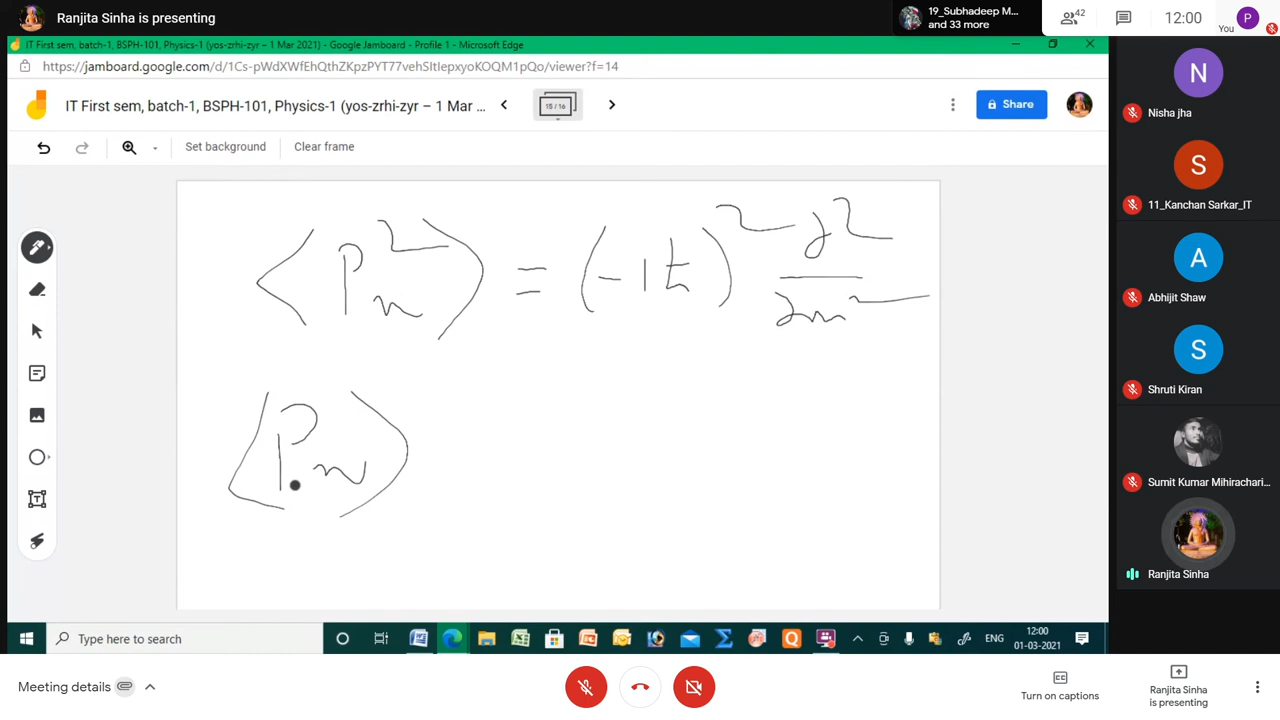 Ranjita Sinha is presenting
19_Subhadeep M...
and 33 more
42
12:00
P
You
IT First sem, batch-1, BSPH-101, Physics-1 (yos-zrhi-zyr – 1 Mar 2021) - Google Jamboard - Profile 1 - Microsoft Edge
https://jamboard.google.com/d/1Cs-pWdXWfEhQthZKpzPYT77vehSItIepxyoKOQM1pQo/viewer?f=14
IT First sem, batch-1, BSPH-101, Physics-1 (yos-zrhi-zyr – 1 Mar ...
15 / 16
Share
Set background
Clear frame
⟨Pₙ²⟩ = (-iħ)² ∂²/∂x²
⟨Pₙ⟩
N
Nisha jha
S
11_Kanchan Sarkar_IT
A
Abhijit Shaw
S
Shruti Kiran
Sumit Kumar Mihirachari...
Ranjita Sinha
Type here to search
ENG
12:00
01-03-2021
Meeting details
Turn on captions
Ranjita Sinha
is presenting